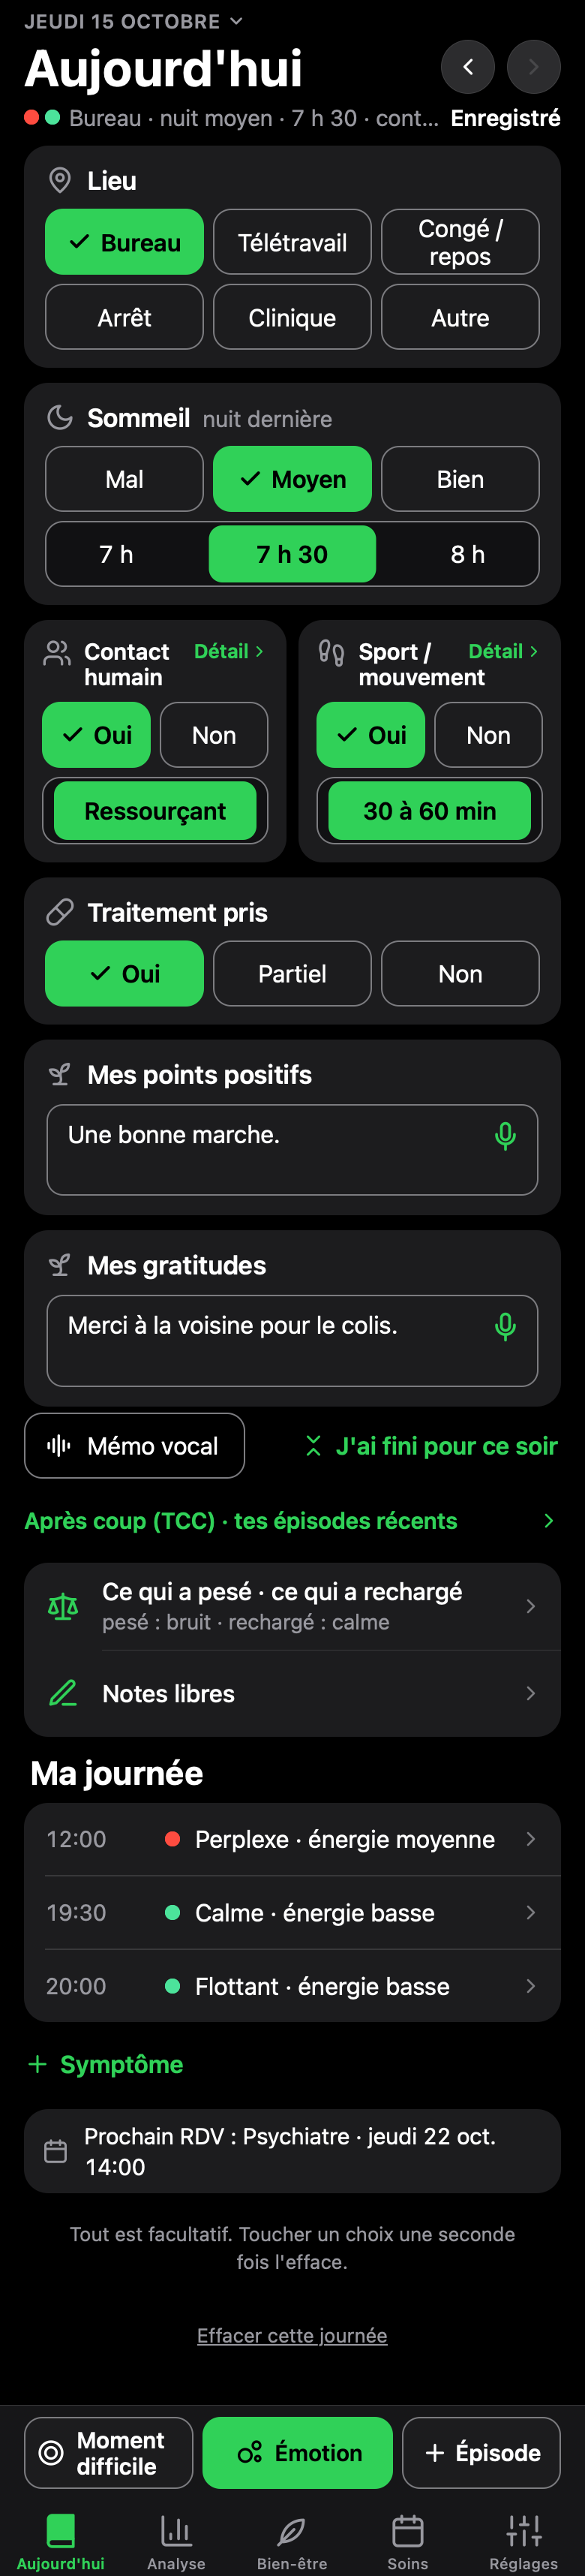 JEUDI 15 OCTOBRE
Aujourd'hui
Bureau · nuit moyen · 7 h 30 · cont... Enregistré
Lieu
Bureau Télétravail Congé /
repos
Arrêt Clinique Autre
Sommeil nuit dernière
Mal Moyen Bien
7 h 7 h 30 8 h
Contact
humain
Détail
Oui Non
Ressourçant
Sport /
mouvement
Détail
Oui Non
30 à 60 min
Traitement pris
Oui Partiel Non
Mes points positifs
Une bonne marche.
Mes gratitudes
Merci à la voisine pour le colis.
Mémo vocal J'ai fini pour ce soir
Après coup (TCC) · tes épisodes récents
Ce qui a pesé · ce qui a rechargé
pesé : bruit · rechargé : calme
Notes libres
Ma journée
12:00 Perplexe · énergie moyenne
19:30 Calme · énergie basse
20:00 Flottant · énergie basse
+ Symptôme
Prochain RDV : Psychiatre · jeudi 22 oct.
14:00
Tout est facultatif. Toucher un choix une seconde
fois l'efface.
Effacer cette journée
Moment
difficile
Émotion
+ Épisode
Aujourd'hui Analyse Bien-être Soins Réglages